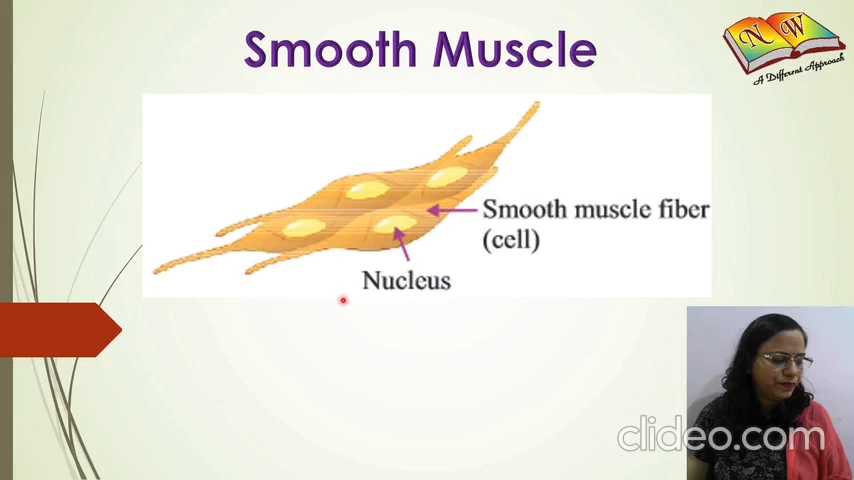 Smooth Muscle
N W
A Different Approach
Smooth muscle fiber
(cell)
Nucleus
clideo.com